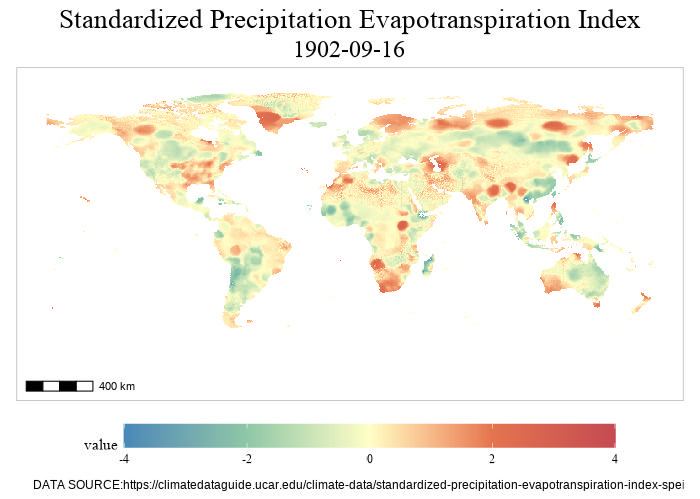 Standardized Precipitation Evapotranspiration Index
1902-09-16
400 km
value
-4 -2 0 2 4
DATA SOURCE:https://climatedataguide.ucar.edu/climate-data/standardized-precipitation-evapotranspiration-index-spei